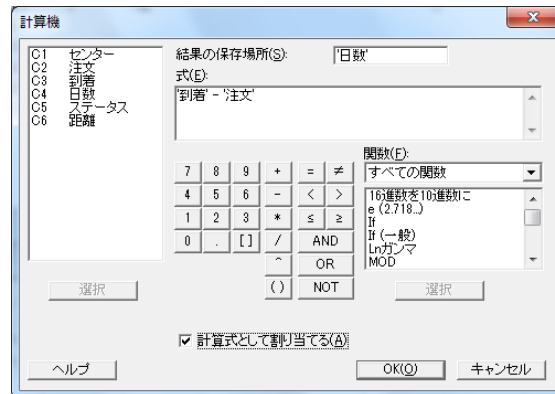 計算機
C1 センター
C2 注文
C3 到着
C4 日数
C5 ステータス
C6 距離
選択
結果の保存場所(S): '日数'
式(E):
'到着' - '注文'
7 8 9 + = ≠
4 5 6 - < >
1 2 3 * ≤ ≥
0 . [] / AND
^ OR
() NOT
関数(F):
すべての関数
16進数を10進数に
e (2.718...)
If
If (一般)
Lnガンマ
MOD
選択
計算式として割り当てる(A)
ヘルプ OK(O) キャンセル